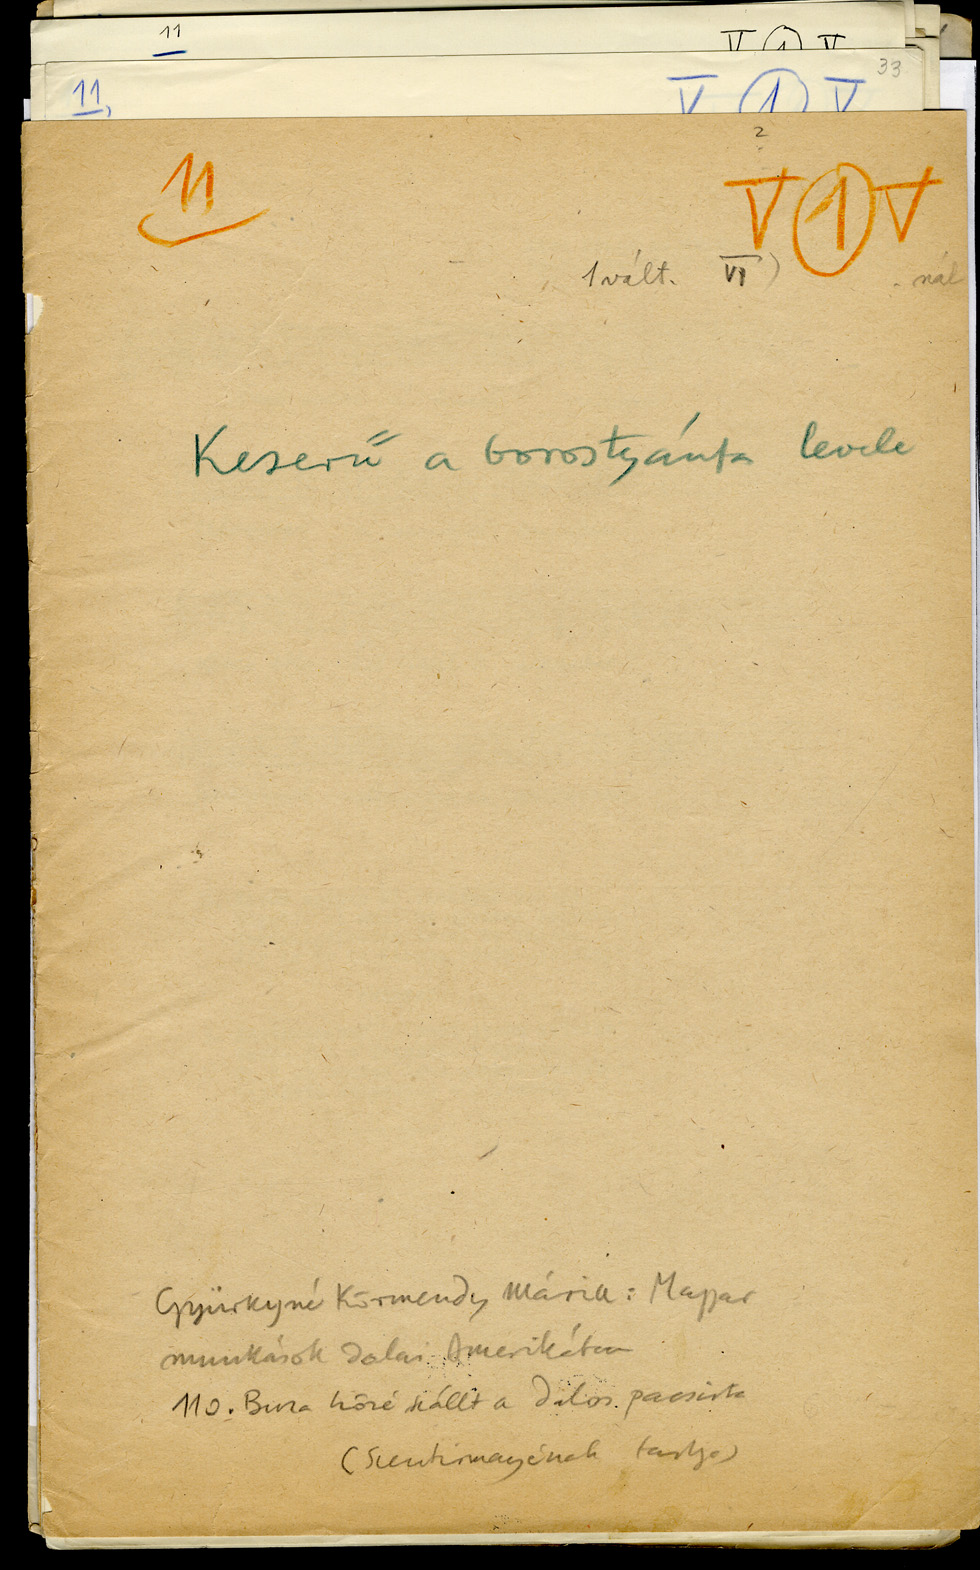 11
V 1 V
33
11,
V 1 V
2
11
V 1 V
1 vált. VI) nál
Keserű a borostyánfa levele
Gyürkyné Körmendy Mária: Magyar
munkások dalai Amerikában
110. Buza közé szállt a dalos pacsirta
(Szentirmayénak tartja)